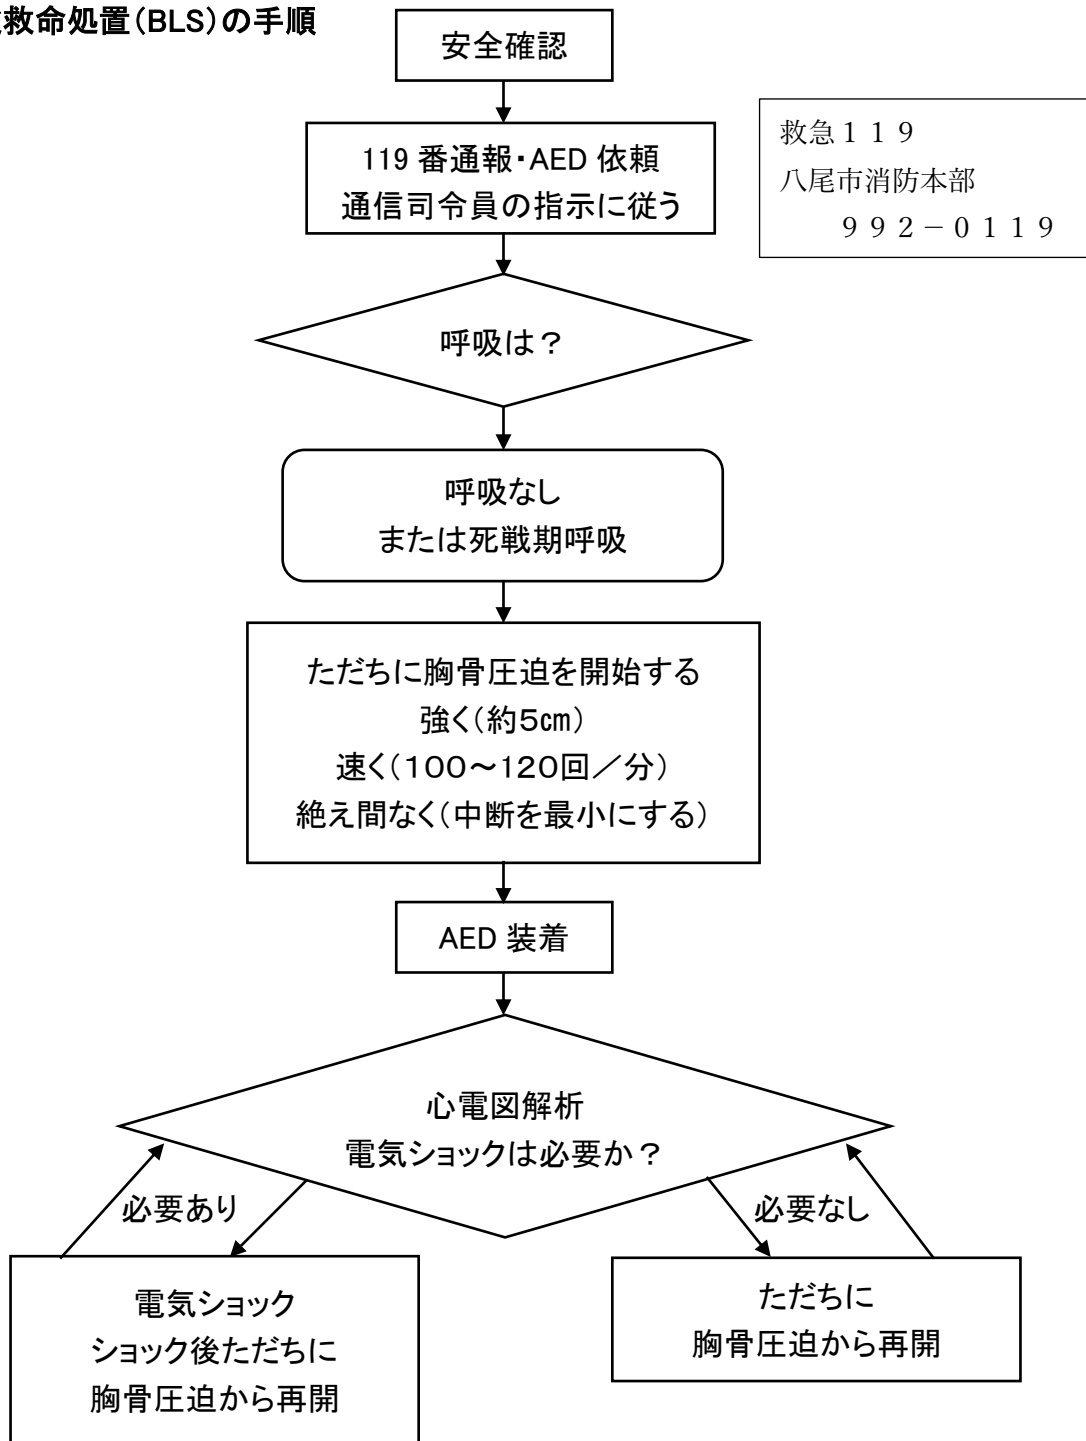 救命処置（BLS）の手順
安全確認
119 番通報・AED 依頼
通信司令員の指示に従う
救急１１９
八尾市消防本部
９９２－０１１９
呼吸は？
呼吸なし
または死戦期呼吸
ただちに胸骨圧迫を開始する
強く（約５㎝）
速く（１００～１２０回／分）
絶え間なく（中断を最小にする）
AED 装着
心電図解析
電気ショックは必要か？
必要あり
必要なし
電気ショック
ショック後ただちに
胸骨圧迫から再開
ただちに
胸骨圧迫から再開